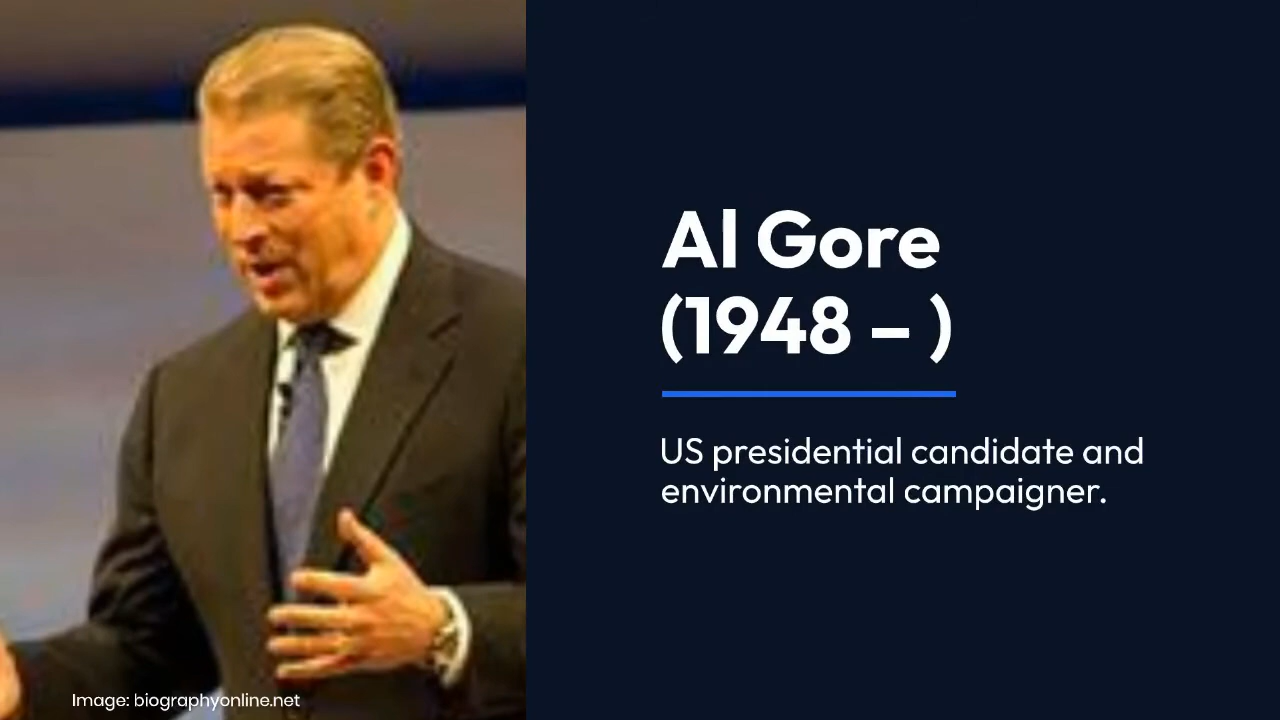 Al Gore
(1948 – )
US presidential candidate and
environmental campaigner.
Image: biographyonline.net